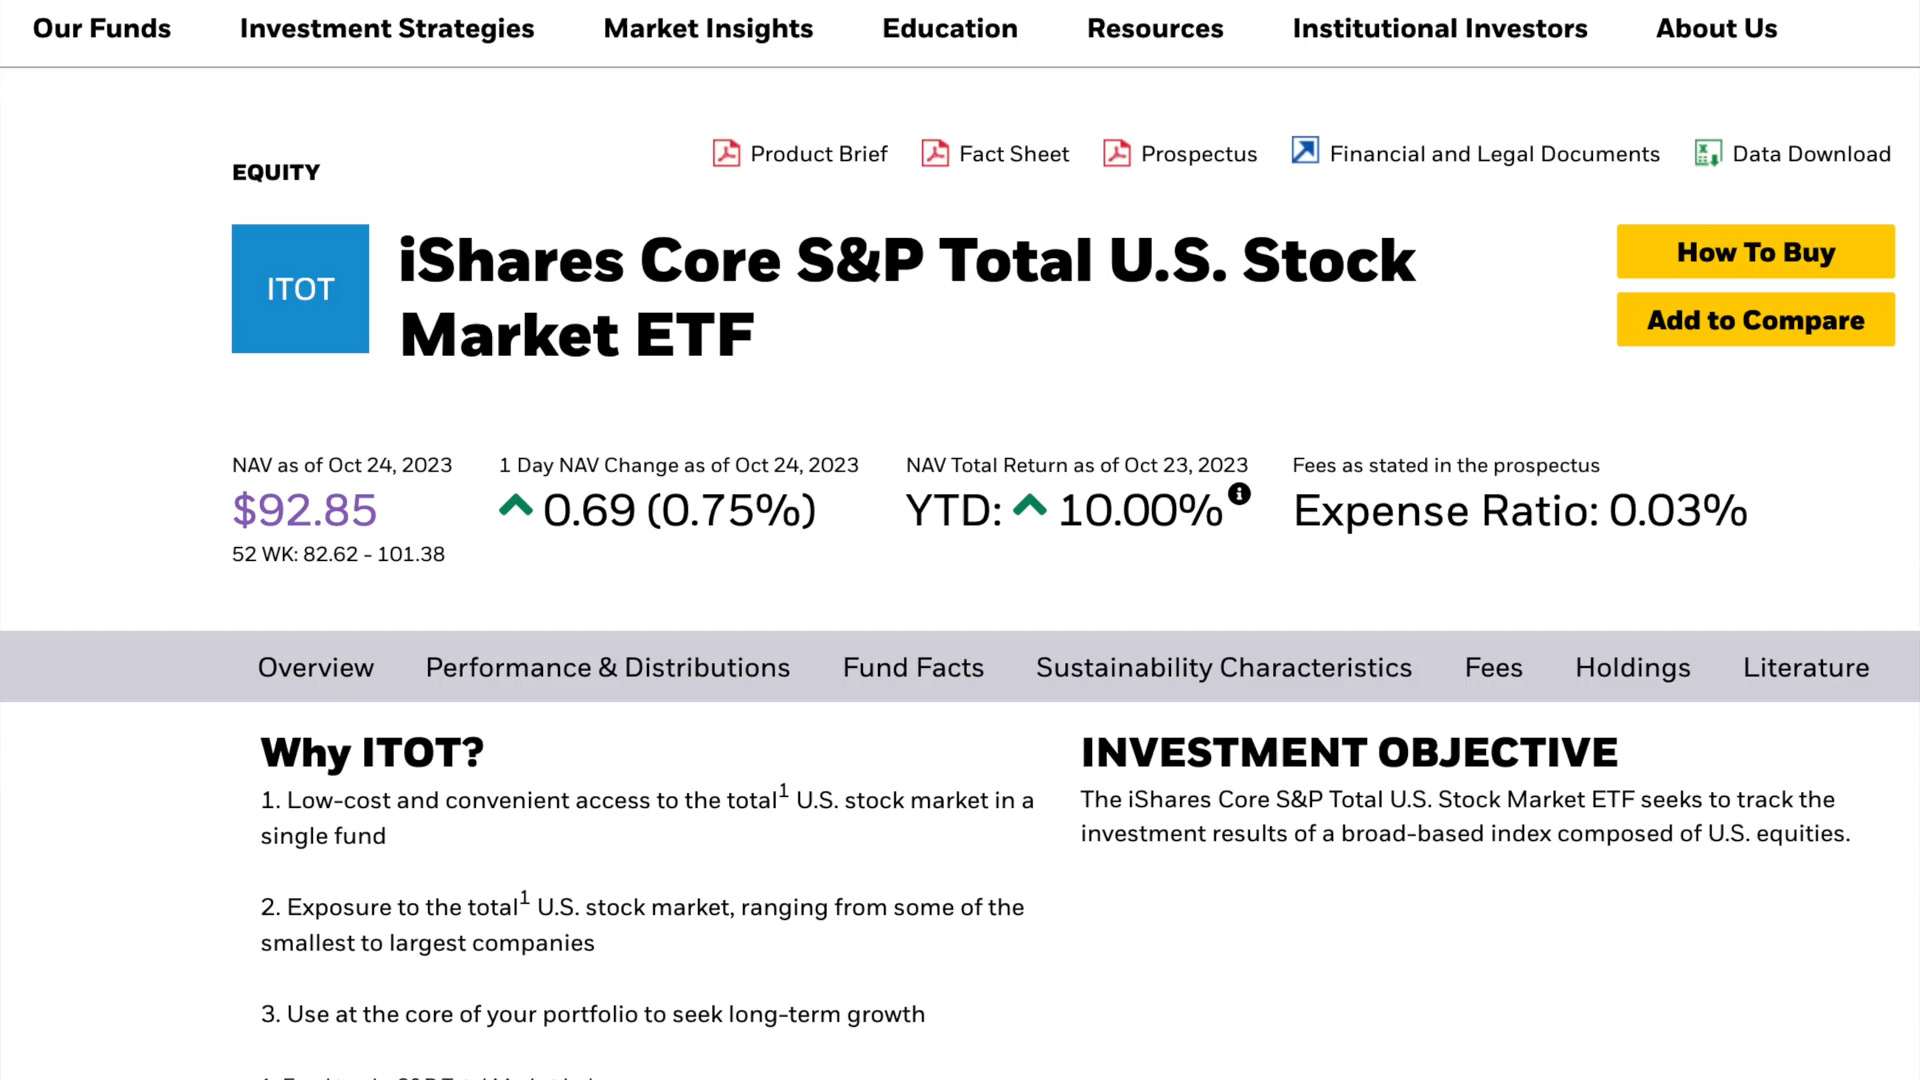 Our Funds Investment Strategies Market Insights Education Resources Institutional Investors About Us
Product Brief Fact Sheet Prospectus Financial and Legal Documents Data Download
EQUITY
ITOT
iShares Core S&P Total U.S. Stock
Market ETF
How To Buy
Add to Compare
NAV as of Oct 24, 2023
$92.85
52 WK: 82.62 - 101.38
1 Day NAV Change as of Oct 24, 2023
0.69 (0.75%)
NAV Total Return as of Oct 23, 2023
YTD: 10.00%
Fees as stated in the prospectus
Expense Ratio: 0.03%
Overview Performance & Distributions Fund Facts Sustainability Characteristics Fees Holdings Literature
Why ITOT?
1. Low-cost and convenient access to the total1 U.S. stock market in a
single fund
2. Exposure to the total1 U.S. stock market, ranging from some of the
smallest to largest companies
3. Use at the core of your portfolio to seek long-term growth
INVESTMENT OBJECTIVE
The iShares Core S&P Total U.S. Stock Market ETF seeks to track the
investment results of a broad-based index composed of U.S. equities.